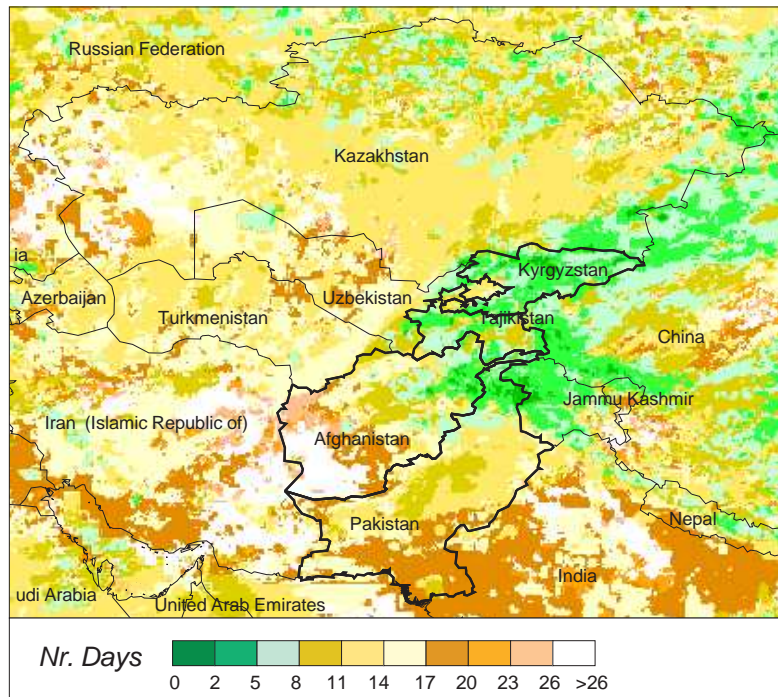 Russian Federation
Kazakhstan
ia
Kyrgyzstan
Azerbaijan
Uzbekistan
Turkmenistan
Tajikistan
China
Jammu Kashmir
Iran (Islamic Republic of)
Afghanistan
Pakistan
Nepal
India
udi Arabia
United Arab Emirates
Nr. Days
0 2 5 8 11 14 17 20 23 26 >26